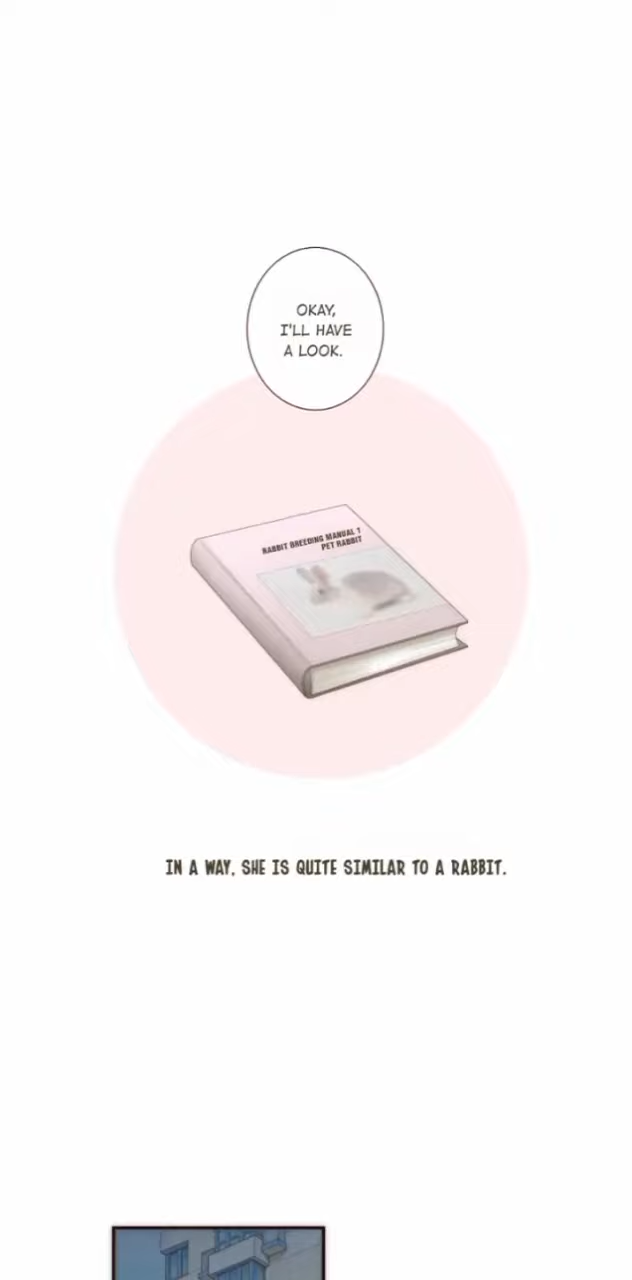 OKAY,
I'LL HAVE
A LOOK.
RABBIT BREEDING MANUAL 1
PET RABBIT
IN A WAY, SHE IS QUITE SIMILAR TO A RABBIT.